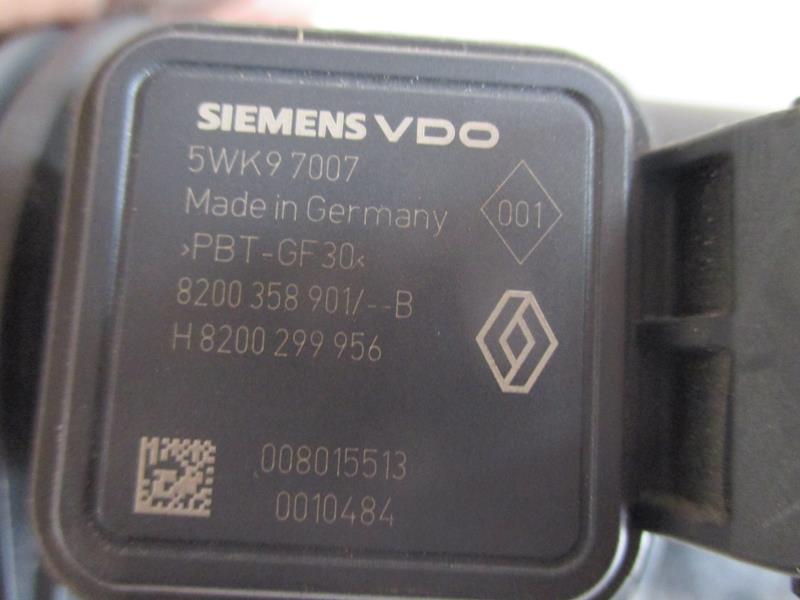 SIEMENS VDO
5WK9 7007
Made in Germany
001
›PBT-GF30‹
8200 358 901/--B
H 8200 299 956
008015513
0010484